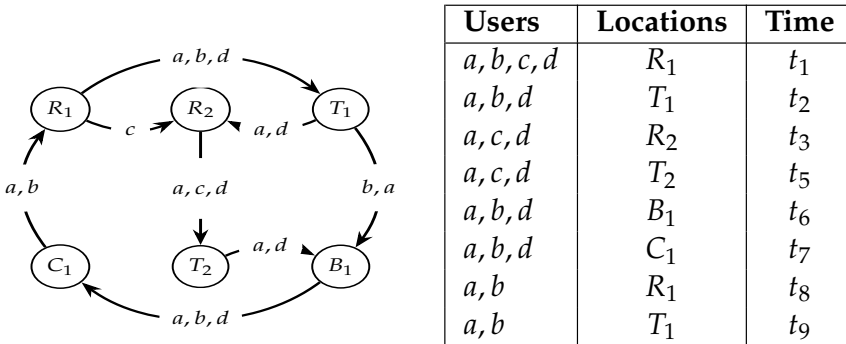 a, b, d
R1 R2 T1
c a, d
a, b a, c, d b, a
a, d
C1 T2 B1
a, b, d
Users Locations Time
a, b, c, d R1 t1
a, b, d T1 t2
a, c, d R2 t3
a, c, d T2 t5
a, b, d B1 t6
a, b, d C1 t7
a, b R1 t8
a, b T1 t9